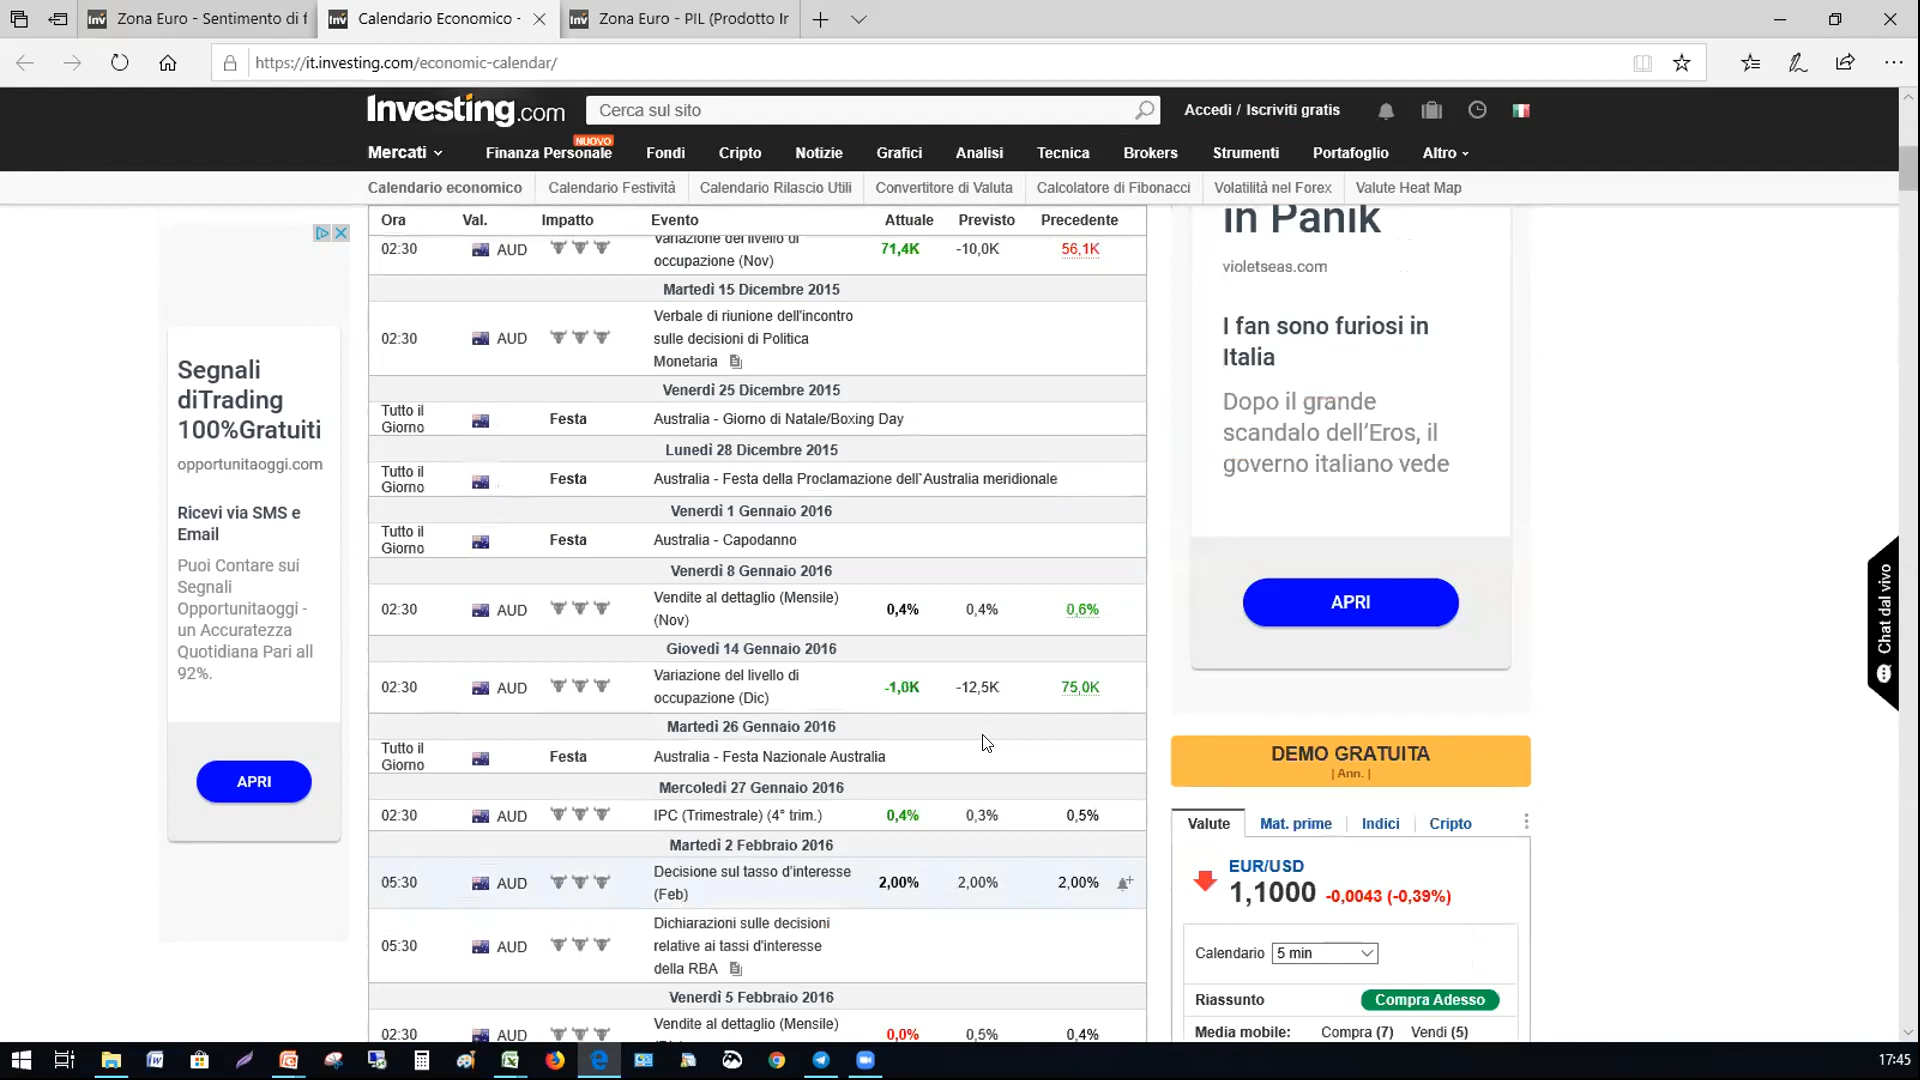 Zona Euro - Sentimento di f
Calendario Economico -
Zona Euro - PIL (Prodotto Ir
https://it.investing.com/economic-calendar/
Investing.com
Cerca sul sito
Accedi / Iscriviti gratis
NUOVO
Mercati
Finanza Personale
Fondi
Cripto
Notizie
Grafici
Analisi
Tecnica
Brokers
Strumenti
Portafoglio
Altro
Calendario economico
Calendario Festività
Calendario Rilascio Utili
Convertitore di Valuta
Calcolatore di Fibonacci
Volatilità nel Forex
Valute Heat Map
Ora Val. Impatto Evento Attuale Previsto Precedente
Variazione del livello di
02:30 AUD 71,4K -10,0K 56,1K
occupazione (Nov)
Martedì 15 Dicembre 2015
Verbale di riunione dell'incontro
02:30 AUD sulle decisioni di Politica
Monetaria
Venerdì 25 Dicembre 2015
Tutto il
Giorno
Festa Australia - Giorno di Natale/Boxing Day
Lunedì 28 Dicembre 2015
Tutto il
Giorno
Festa Australia - Festa della Proclamazione dell`Australia meridionale
Venerdì 1 Gennaio 2016
Tutto il
Giorno
Festa Australia - Capodanno
Venerdì 8 Gennaio 2016
Vendite al dettaglio (Mensile)
02:30 AUD 0,4% 0,4% 0,6%
(Nov)
Giovedì 14 Gennaio 2016
Variazione del livello di
02:30 AUD -1,0K -12,5K 75,0K
occupazione (Dic)
Martedì 26 Gennaio 2016
Tutto il
Giorno
Festa Australia - Festa Nazionale Australia
Mercoledì 27 Gennaio 2016
02:30 AUD IPC (Trimestrale) (4° trim.) 0,4% 0,3% 0,5%
Martedì 2 Febbraio 2016
Decisione sul tasso d'interesse
05:30 AUD 2,00% 2,00% 2,00%
(Feb)
Dichiarazioni sulle decisioni
05:30 AUD relative ai tassi d'interesse
della RBA
Venerdì 5 Febbraio 2016
Vendite al dettaglio (Mensile)
02:30 AUD 0,0% 0,5% 0,4%
Segnali
diTrading
100%Gratuiti
opportunitaoggi.com
Ricevi via SMS e
Email
Puoi Contare sui
Segnali
Opportunitaoggi -
un Accuratezza
Quotidiana Pari all
92%.
APRI
in Panik
violetseas.com
I fan sono furiosi in
Italia
Dopo il grande
scandalo dell'Eros, il
governo italiano vede
APRI
DEMO GRATUITA
| Ann. |
Valute Mat. prime Indici Cripto
EUR/USD
1,1000 -0,0043 (-0,39%)
Calendario 5 min
Riassunto Compra Adesso
Media mobile: Compra (7) Vendi (5)
Chat dal vivo
17:45